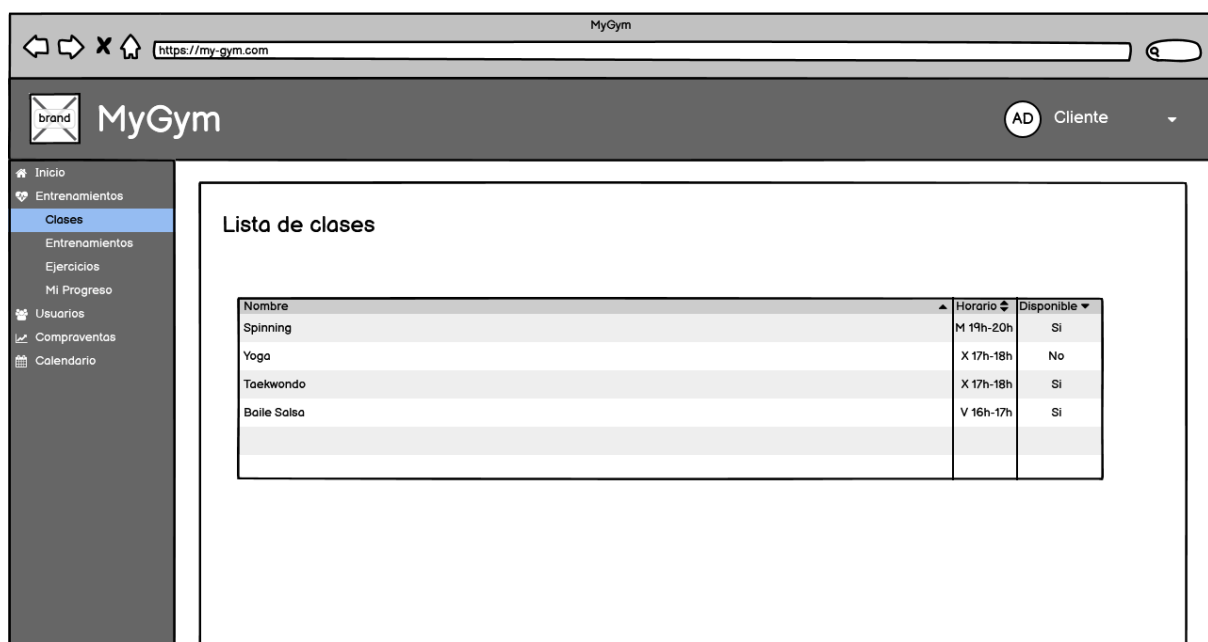 MyGym
https://my-gym.com
brand
MyGym
AD
Cliente
Inicio
Entrenamientos
Clases
Entrenamientos
Ejercicios
Mi Progreso
Usuarios
Compraventas
Calendario
Lista de clases
Nombre Horario Disponible
Spinning M 19h-20h Si
Yoga X 17h-18h No
Taekwondo X 17h-18h Si
Baile Salsa V 16h-17h Si